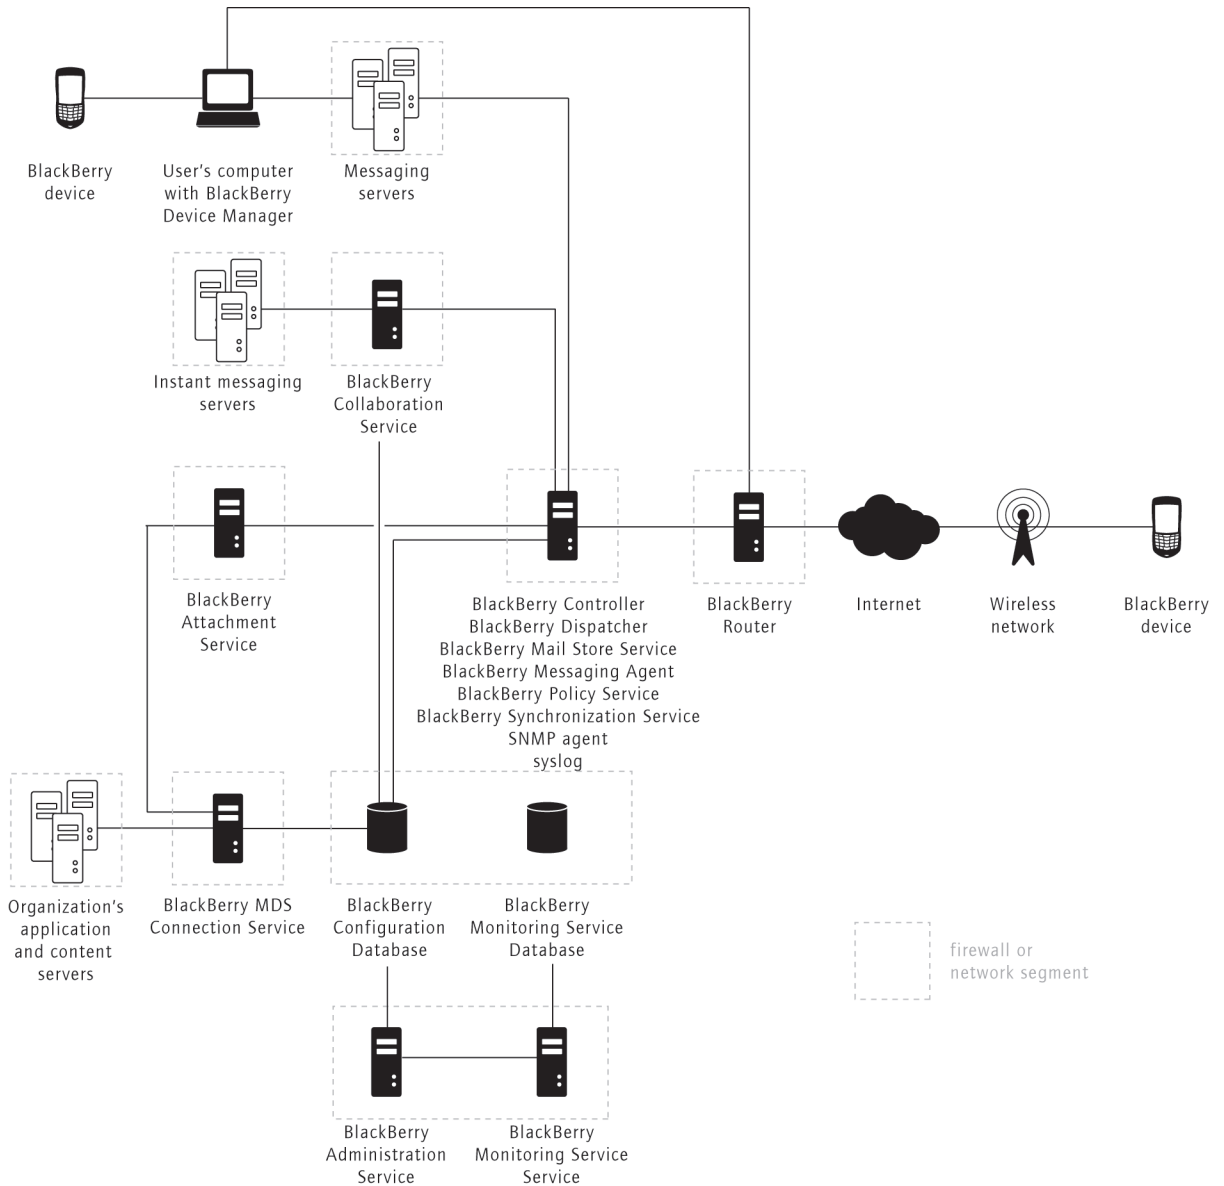 BlackBerry
device
User's computer
with BlackBerry
Device Manager
Messaging
servers
Instant messaging
servers
BlackBerry
Collaboration
Service
BlackBerry
Attachment
Service
BlackBerry Controller
BlackBerry Dispatcher
BlackBerry Mail Store Service
BlackBerry Messaging Agent
BlackBerry Policy Service
BlackBerry Synchronization Service
SNMP agent
syslog
BlackBerry
Router
Internet
Wireless
network
BlackBerry
device
Organization's
application
and content
servers
BlackBerry MDS
Connection Service
BlackBerry
Configuration
Database
BlackBerry
Monitoring Service
Database
firewall or
network segment
BlackBerry
Administration
Service
BlackBerry
Monitoring Service
Service